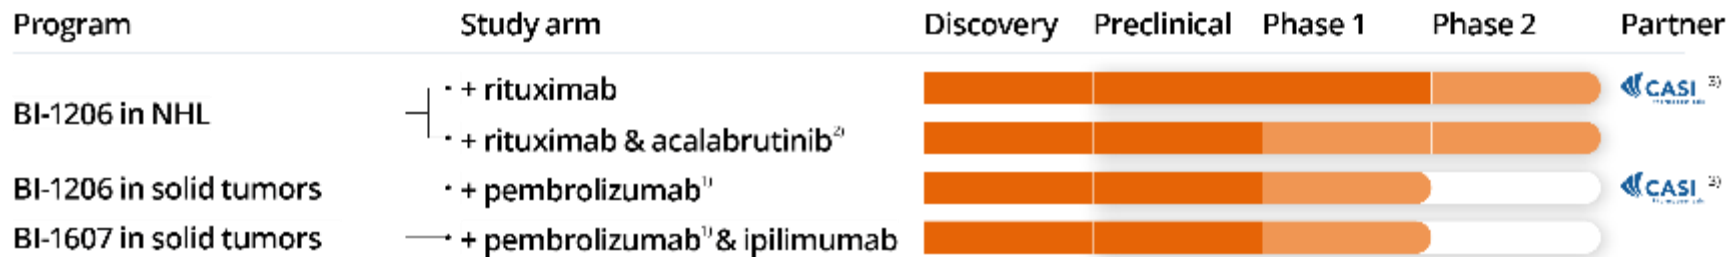 Program Study arm Discovery Preclinical Phase 1 Phase 2 Partner
· + rituximab CASI 3)
BI-1206 in NHL
· + rituximab & acalabrutinib2)
BI-1206 in solid tumors · + pembrolizumab1) CASI 3)
BI-1607 in solid tumors + pembrolizumab1) & ipilimumab